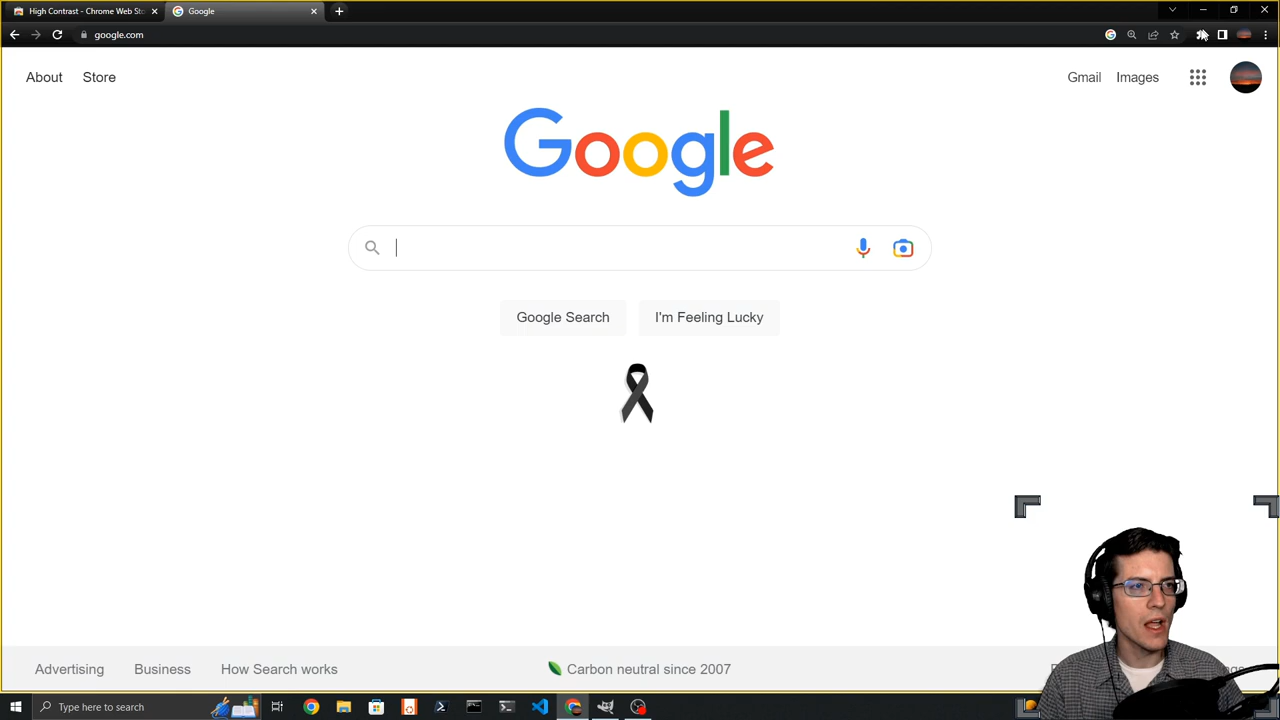 High Contrast - Chrome Web Sto
Google
google.com
About
Store
Gmail
Images
Google
Google Search
I'm Feeling Lucky
Advertising
Business
How Search works
Carbon neutral since 2007
Type here to search